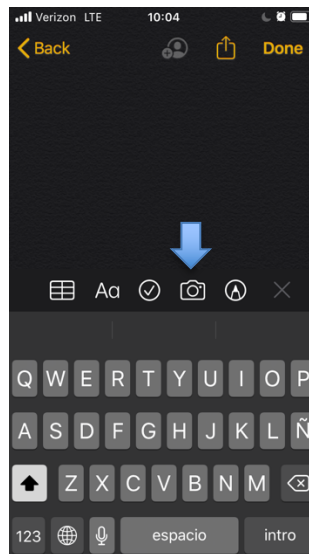 Verizon LTE 10:04
Back Done
Aa
Q W E R T Y U I O P
A S D F G H J K L Ñ
Z X C V B N M
123 espacio intro